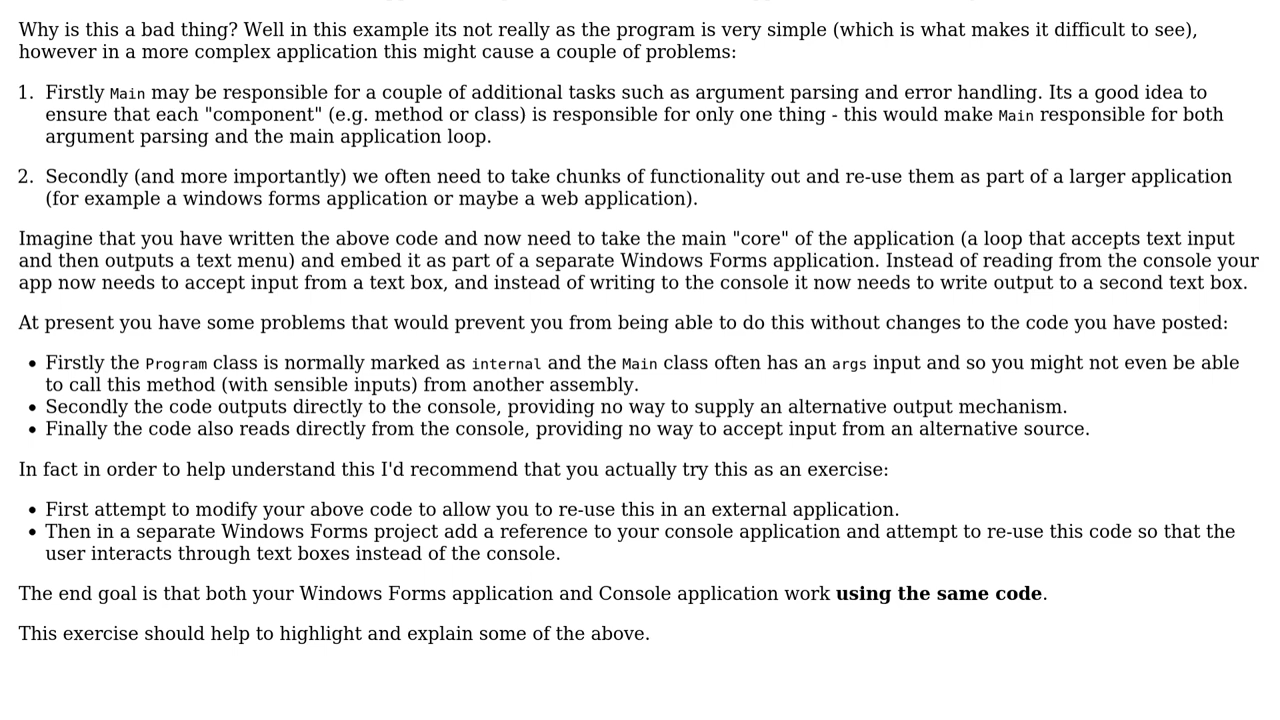 Why is this a bad thing? Well in this example its not really as the program is very simple (which is what makes it difficult to see),
however in a more complex application this might cause a couple of problems:
1. Firstly Main may be responsible for a couple of additional tasks such as argument parsing and error handling. Its a good idea to
ensure that each "component" (e.g. method or class) is responsible for only one thing - this would make Main responsible for both
argument parsing and the main application loop.
2. Secondly (and more importantly) we often need to take chunks of functionality out and re-use them as part of a larger application
(for example a windows forms application or maybe a web application).
Imagine that you have written the above code and now need to take the main "core" of the application (a loop that accepts text input
and then outputs a text menu) and embed it as part of a separate Windows Forms application. Instead of reading from the console your
app now needs to accept input from a text box, and instead of writing to the console it now needs to write output to a second text box.
At present you have some problems that would prevent you from being able to do this without changes to the code you have posted:
• Firstly the Program class is normally marked as internal and the Main class often has an args input and so you might not even be able
to call this method (with sensible inputs) from another assembly.
• Secondly the code outputs directly to the console, providing no way to supply an alternative output mechanism.
• Finally the code also reads directly from the console, providing no way to accept input from an alternative source.
In fact in order to help understand this I'd recommend that you actually try this as an exercise:
• First attempt to modify your above code to allow you to re-use this in an external application.
• Then in a separate Windows Forms project add a reference to your console application and attempt to re-use this code so that the
user interacts through text boxes instead of the console.
The end goal is that both your Windows Forms application and Console application work using the same code.
This exercise should help to highlight and explain some of the above.